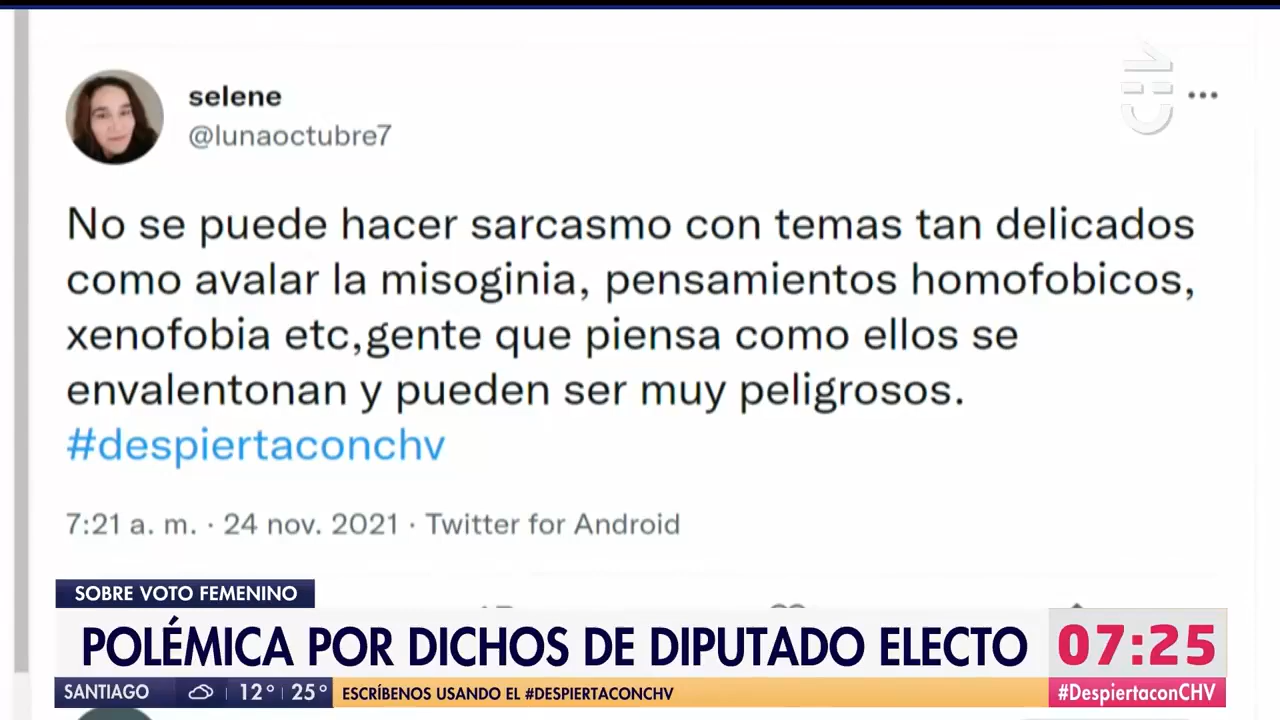 selene
@lunaoctubre7
No se puede hacer sarcasmo con temas tan delicados
como avalar la misoginia, pensamientos homofobicos,
xenofobia etc,gente que piensa como ellos se
envalentonan y pueden ser muy peligrosos.
#despiertaconchv
7:21 a. m. · 24 nov. 2021 · Twitter for Android
SOBRE VOTO FEMENINO
POLÉMICA POR DICHOS DE DIPUTADO ELECTO
07:25
SANTIAGO 12° | 25° ESCRÍBENOS USANDO EL #DESPIERTACONCHV
#DespiertaconCHV